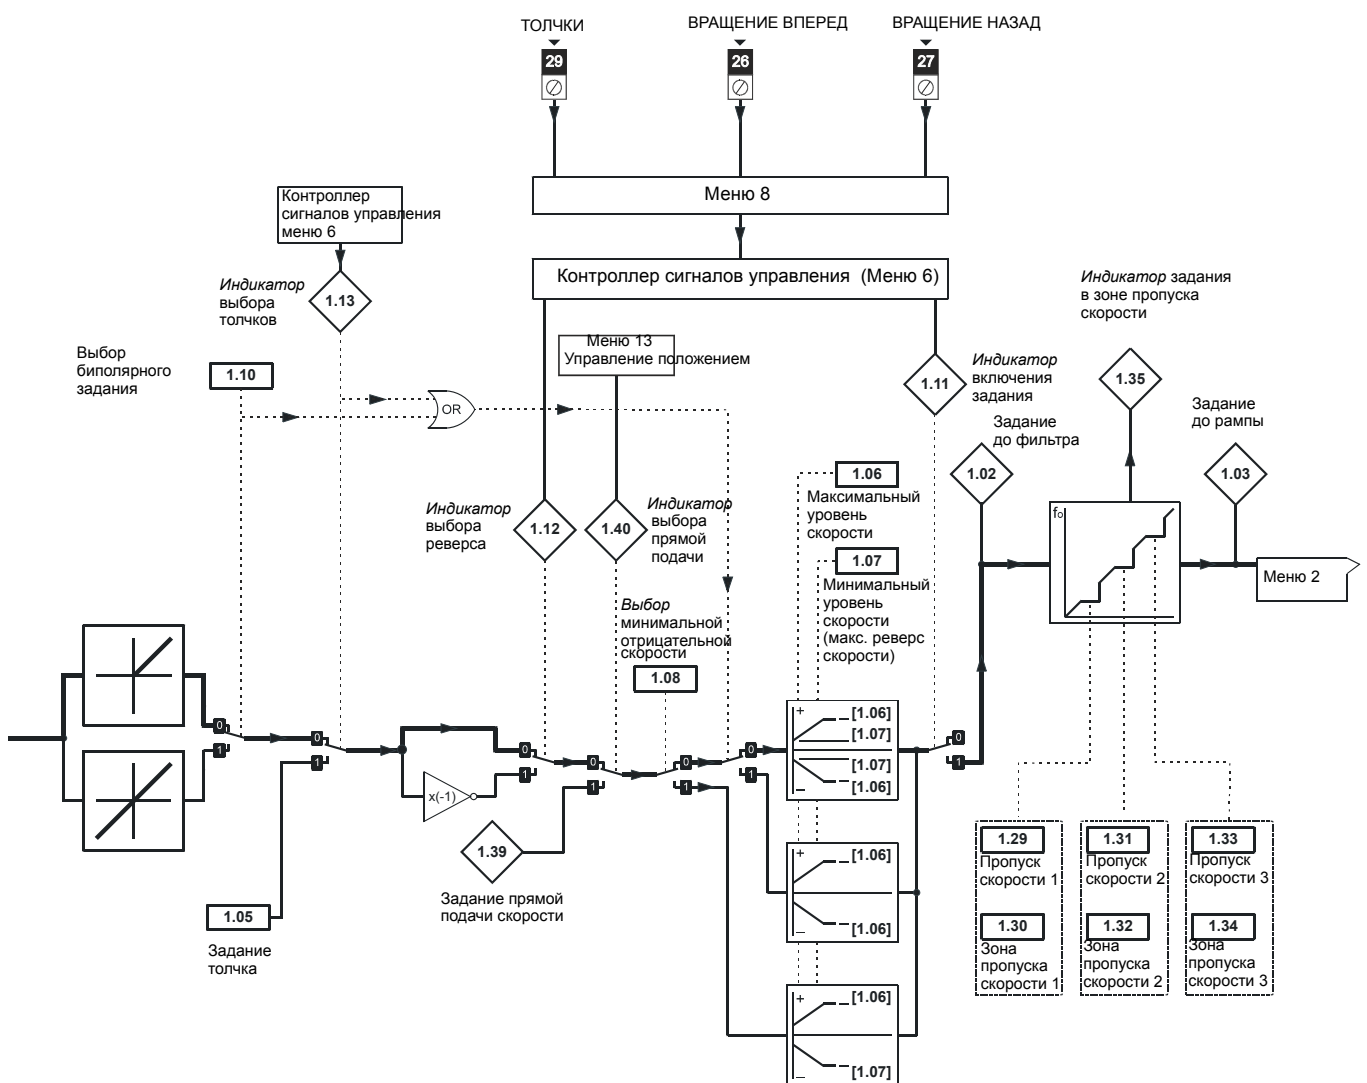 ТОЛЧКИ
ВРАЩЕНИЕ ВПЕРЕД
ВРАЩЕНИЕ НАЗАД
29
26
27
Меню 8
Контроллер
сигналов управления
меню 6
Контроллер сигналов управления (Меню 6)
Индикатор
выбора
толчков
1.13
Индикатор задания
в зоне пропуска
скорости
Меню 13
Управление положением
Выбор
биполярного
задания
1.10
OR
1.11
Индикатор
включения
задания
1.35
Задание
до рампы
Задание
до фильтра
1.02
1.03
1.06
Максимальный
уровень
скорости
Индикатор
выбора
реверса
1.12
1.40
Индикатор
выбора
прямой
подачи
fо
1.07
Минимальный
уровень
скорости
(макс. реверс
скорости)
Меню 2
Выбор
минимальной
отрицательной
скорости
1.08
0
1
0
1
x(-1)
0
1
0
1
0
1
0
1
+
[1.06]
[1.07]
[1.07]
_
[1.06]
0
1
1.39
Задание прямой
подачи скорости
+
[1.06]
_
[1.06]
1.05
Задание
толчка
1.29
Пропуск
скорости 1
1.31
Пропуск
скорости 2
1.33
Пропуск
скорости 3
1.30
Зона
пропуска
скорости 1
1.32
Зона
пропуска
скорости 2
1.34
Зона
пропуска
скорости 3
+
[1.06]
_
[1.07]